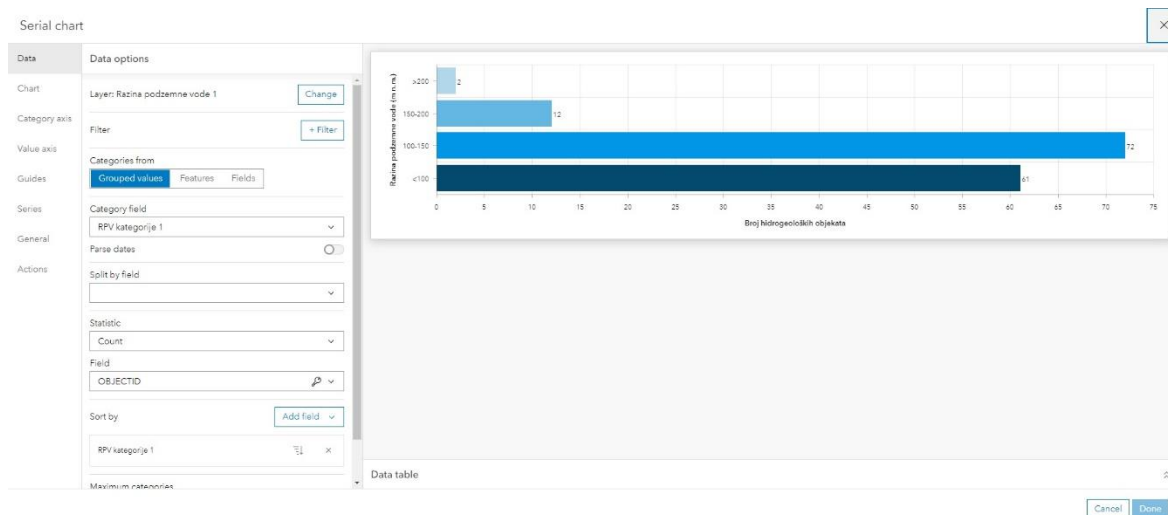 Serial chart
Data
Chart
Category axis
Value axis
Guides
Series
General
Actions
Data options
Layer: Razina podzemne vode 1
Change
Filter
+ Filter
Categories from
Grouped values Features Fields
Category field
RPV kategorije 1
Parse dates
Split by field
Statistic
Count
Field
OBJECTID
Sort by
Add field
RPV kategorije 1
Maximum categories
Razina podzemne vode (m n.m.)
>200 2
150-200 12
100-150 72
<100 61
0 5 10 15 20 25 30 35 40 45 50 55 60 65 70 75
Broj hidrogeoloških objekata
Data table
Cancel Done